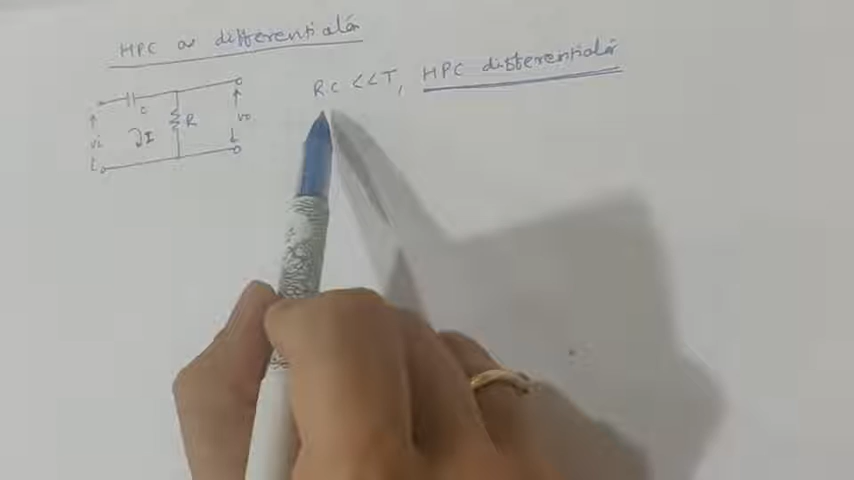 HPC as differentiator
RC << T, HPC differentiator
C
R
Vi
I
Vo